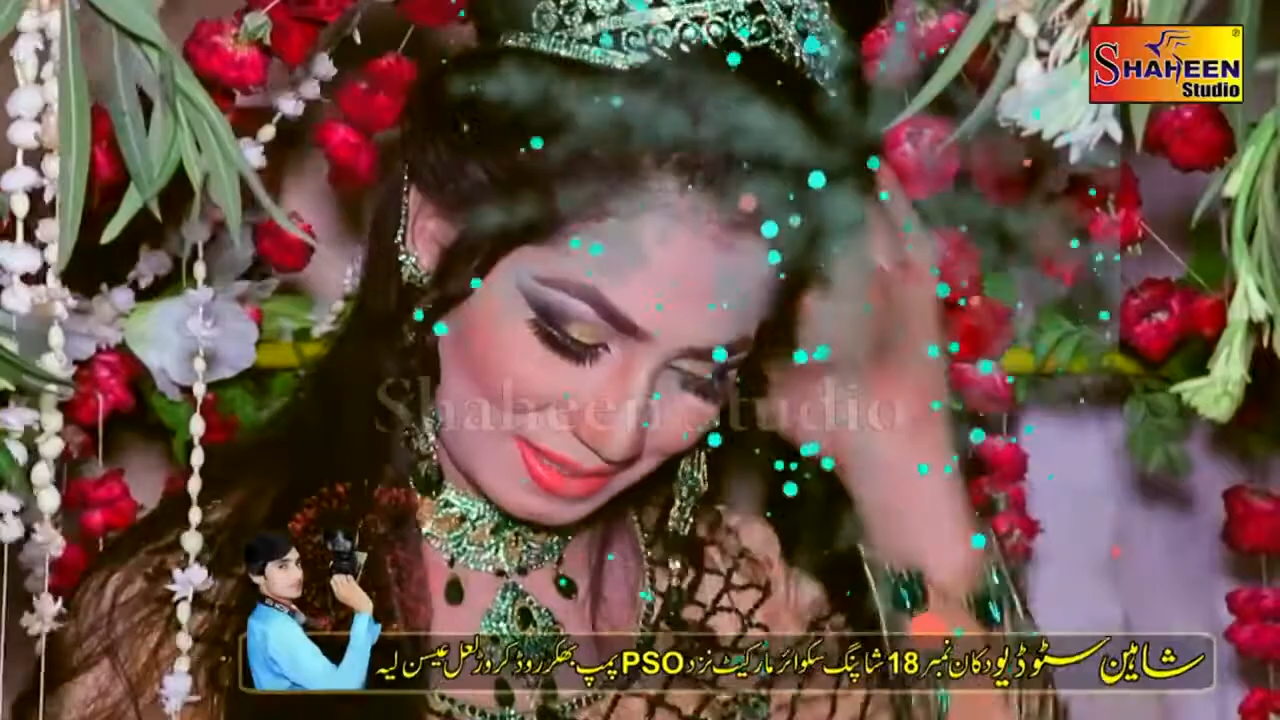 SHAHEEN
Studio
Shaheen Studio
شاہین سٹوڈیو دکان نمبر 18 شاپنگ سکوائر مارکیٹ نزد PSO پمپ بھکر روڈ کروڑ لعل عیسن لیہ